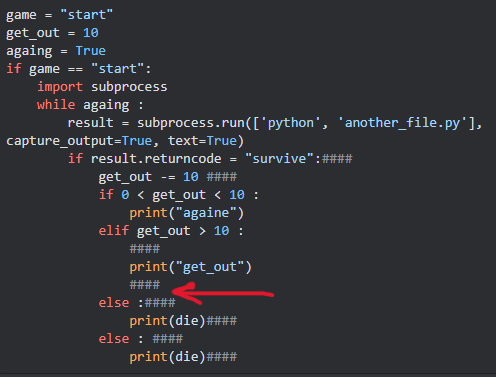 game = "start"
get_out = 10
againg = True
if game == "start":
    import subprocess
    while againg :
        result = subprocess.run(['python', 'another_file.py'],
capture_output=True, text=True)
        if result.returncode = "survive":####
            get_out -= 10 ####
            if 0 < get_out < 10 :
                print("againe")
            elif get_out > 10 :
                ####
                print("get_out")
                ####
            else :####
                print(die)####
            else : ####
                print(die)####